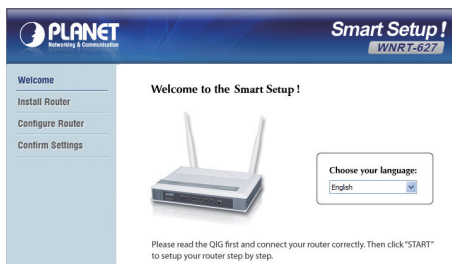 PLANET
Networking & Communication
Smart Setup !
WNRT-627
Welcome
Install Router
Configure Router
Confirm Settings
Welcome to the Smart Setup !
Choose your language:
English
Please read the QIG first and connect your router correctly. Then click "START"
to setup your router step by step.